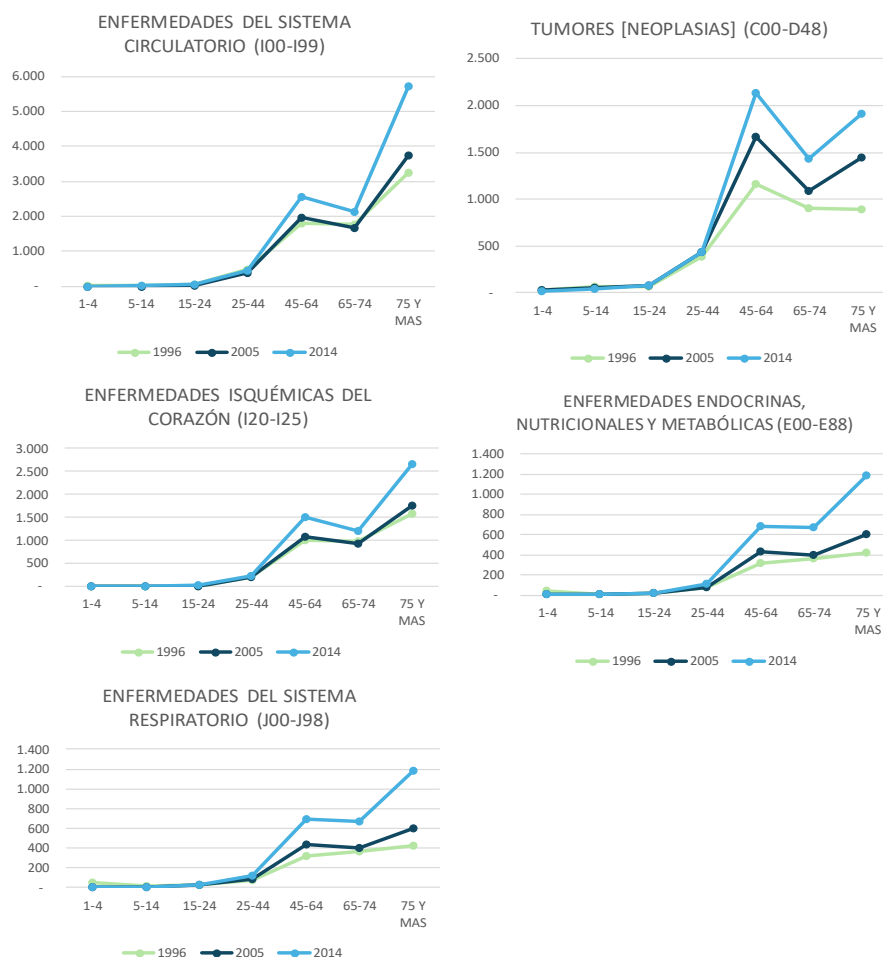 ENFERMEDADES DEL SISTEMA
CIRCULATORIO (I00-I99)
6.000
5.000
4.000
3.000
2.000
1.000
-
1-4 5-14 15-24 25-44 45-64 65-74 75 Y
MAS
1996 2005 2014
TUMORES [NEOPLASIAS] (C00-D48)
2.500
2.000
1.500
1.000
500
-
1-4 5-14 15-24 25-44 45-64 65-74 75 Y
MAS
1996 2005 2014
ENFERMEDADES ISQUÉMICAS DEL
CORAZÓN (I20-I25)
3.000
2.500
2.000
1.500
1.000
500
-
1-4 5-14 15-24 25-44 45-64 65-74 75 Y
MAS
1996 2005 2014
ENFERMEDADES ENDOCRINAS,
NUTRICIONALES Y METABÓLICAS (E00-E88)
1.400
1.200
1.000
800
600
400
200
-
1-4 5-14 15-24 25-44 45-64 65-74 75 Y
MAS
1996 2005 2014
ENFERMEDADES DEL SISTEMA
RESPIRATORIO (J00-J98)
1.400
1.200
1.000
800
600
400
200
-
1-4 5-14 15-24 25-44 45-64 65-74 75 Y
MAS
1996 2005 2014